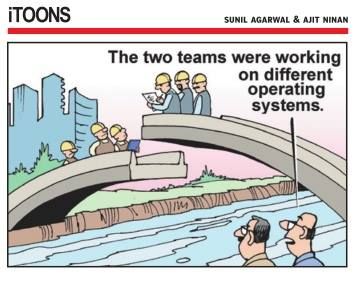 iTOONS
SUNIL AGARWAL & AJIT NINAN
The two teams were working
on different
operating
systems.